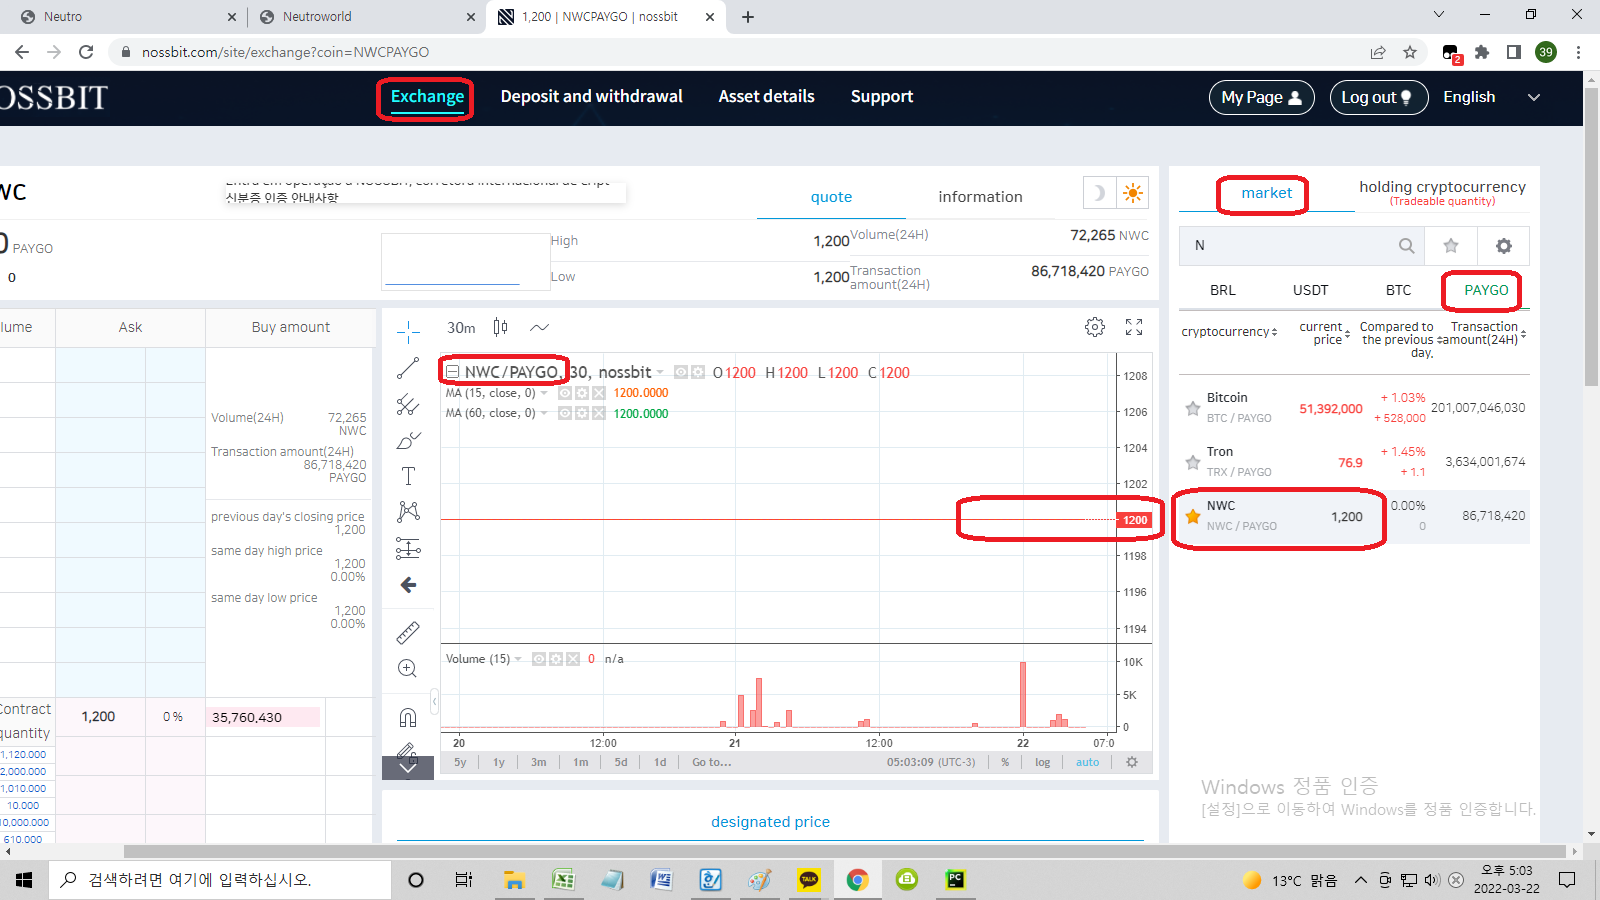 Neutro
Neutroworld
1,200 | NWCPAYGO | nossbit
nossbit.com/site/exchange?coin=NWCPAYGO
2
39
OSSBIT
Exchange
Deposit and withdrawal
Asset details
Support
My Page
Log out
English
WC
신분증 인증 안내사항
quote
information
PAYGO
0
High
1,200
Low
1,200
Volume(24H)
72,265 NWC
Transaction
amount(24H)
86,718,420 PAYGO
market
holding cryptocurrency
(Tradeable quantity)
N
BRL
USDT
BTC
PAYGO
cryptocurrency
current
price
Compared to
the previous
day.
Transaction
amount(24H)
Bitcoin
BTC / PAYGO
51,392,000
+ 1.03%
+ 528,000
201,007,046,030
Tron
TRX / PAYGO
76.9
+ 1.45%
+ 1.1
3,634,001,674
NWC
NWC / PAYGO
1,200
0.00%
0
86,718,420
lume
Ask
Buy amount
Volume(24H)
72,265
NWC
Transaction amount(24H)
86,718,420
PAYGO
previous day's closing price
1,200
same day high price
1,200
0.00%
same day low price
1,200
0.00%
Contract
quantity
1,200
0 %
35,760,430
1,120.000
2,000.000
1,010.000
10.000
10,000.000
610.000
30m
NWC/PAYGO, 30, nossbit
O1200 H1200 L1200 C1200
MA (15, close, 0)
1200.0000
MA (60, close, 0)
1200.0000
1208
1206
1204
1202
1200
1198
1196
1194
Volume (15)
0 n/a
10K
5K
0
20
12:00
21
12:00
22
07:0
5y
1y
3m
1m
5d
1d
Go to...
05:03:09 (UTC-3)
%
log
auto
designated price
Windows 정품 인증
[설정]으로 이동하여 Windows를 정품 인증합니다.
검색하려면 여기에 입력하십시오.
TALK
PC
13°C 맑음
오후 5:03
2022-03-22